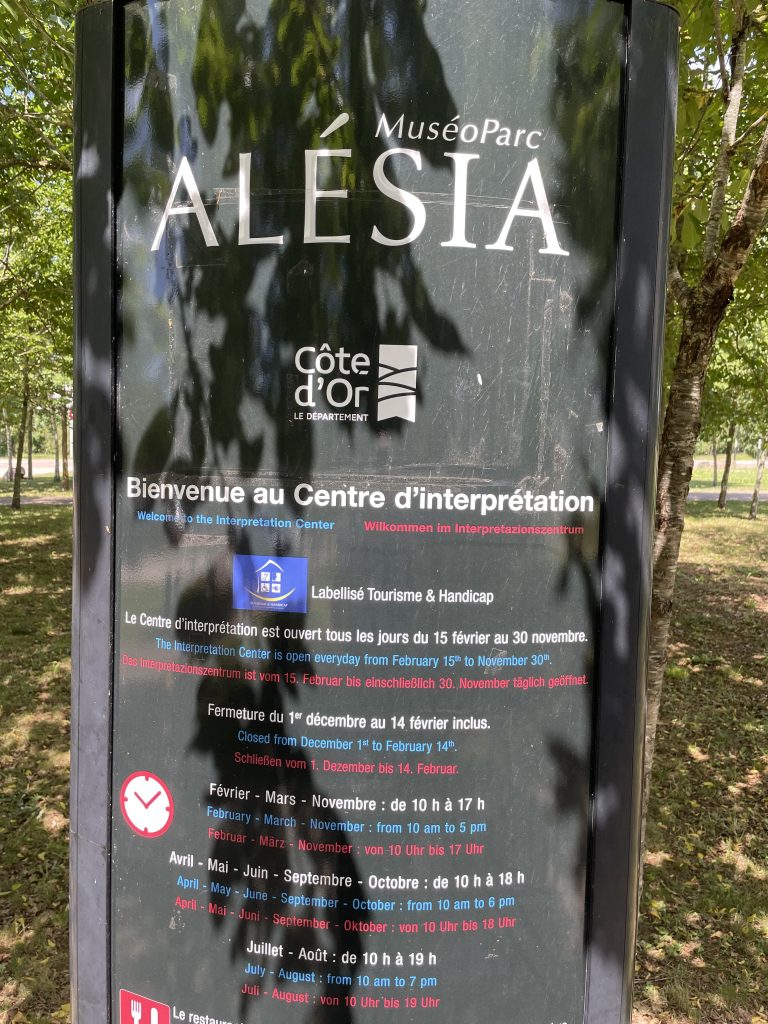 MuséoParc
ALÉSIA
Côte
d'Or
LE DÉPARTEMENT
Bienvenue au Centre d'interprétation
Welcome to the Interpretation Center Willkommen im Interpretazionszentrum
TOURISME & HANDICAP
Labellisé Tourisme & Handicap
Le Centre d'interprétation est ouvert tous les jours du 15 février au 30 novembre.
The Interpretation Center is open everyday from February 15th to November 30th.
Das Interpretazionszentrum ist vom 15. Februar bis einschließlich 30. November täglich geöffnet.
Fermeture du 1er décembre au 14 février inclus.
Closed from December 1st to February 14th.
Schließen vom 1. Dezember bis 14. Februar.
Février - Mars - Novembre : de 10 h à 17 h
February - March - November : from 10 am to 5 pm
Februar - März - November : von 10 Uhr bis 17 Uhr
Avril - Mai - Juin - Septembre - Octobre : de 10 h à 18 h
April - May - June - September - October : from 10 am to 6 pm
April - Mai - Juni - September - Oktober : von 10 Uhr bis 18 Uhr
Juillet - Août : de 10 h à 19 h
July - August : from 10 am to 7 pm
Juli - August : von 10 Uhr bis 19 Uhr
Le